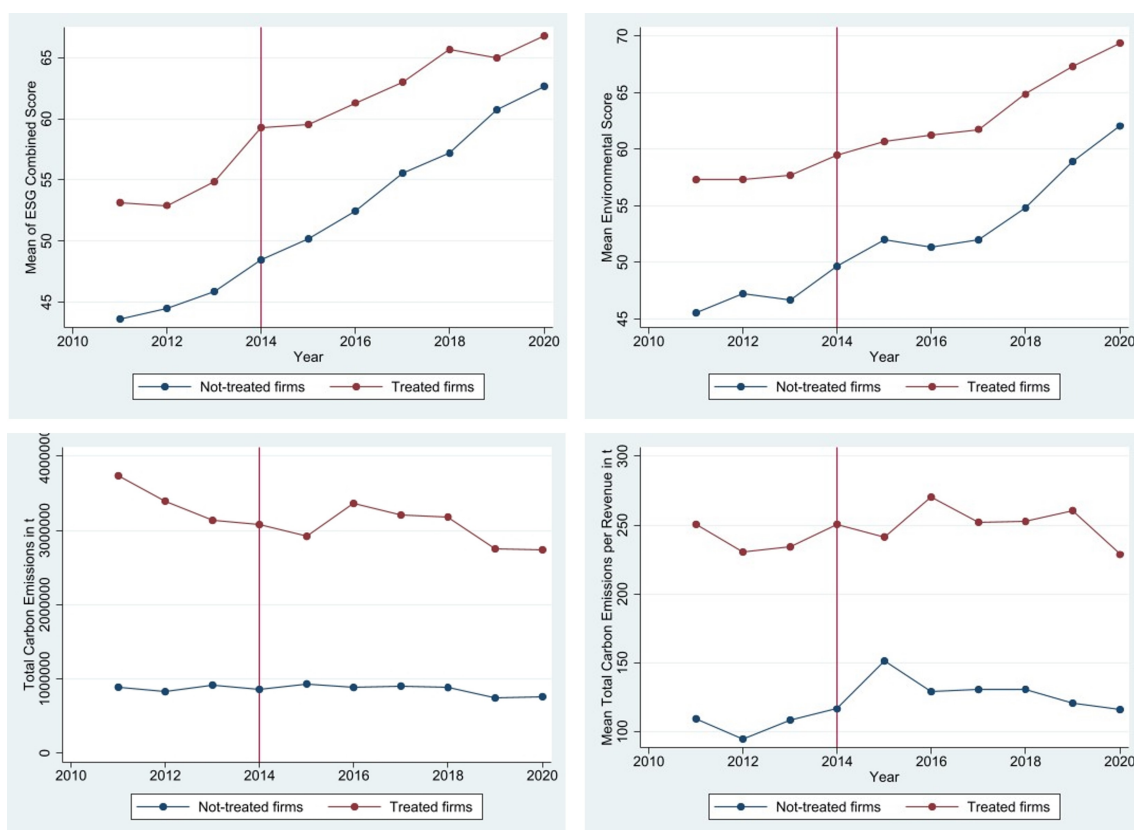 Mean of ESG Combined Score
65
60
55
50
45
2010 2012 2014 2016 2018 2020
Year
Not-treated firms Treated firms
Mean Environmental Score
70
65
60
55
50
45
2010 2012 2014 2016 2018 2020
Year
Not-treated firms Treated firms
Total Carbon Emissions in t
4000000
3000000
2000000
1000000
0
2010 2012 2014 2016 2018 2020
Not-treated firms Treated firms
Mean Total Carbon Emissions per Revenue in t
300
250
200
150
100
2010 2012 2014 2016 2018 2020
Year
Not-treated firms Treated firms